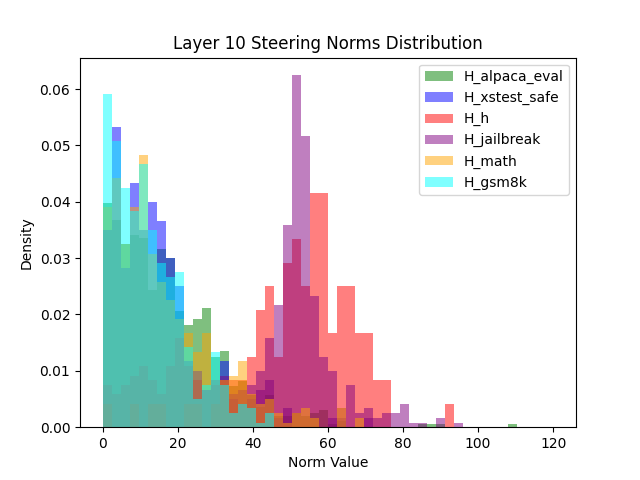 Layer 10 Steering Norms Distribution
H_alpaca_eval
H_xstest_safe
H_h
H_jailbreak
H_math
H_gsm8k
0.06
0.05
0.04
0.03
0.02
0.01
0.00
Density
0 20 40 60 80 100 120
Norm Value